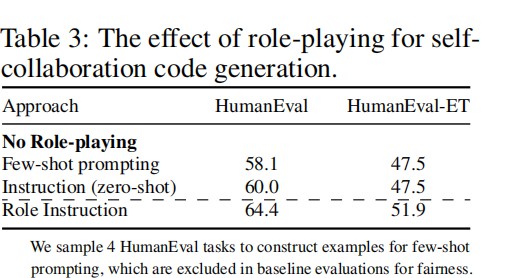 Table 3: The effect of role-playing for self-
collaboration code generation.
Approach HumanEval HumanEval-ET
No Role-playing
Few-shot prompting 58.1 47.5
Instruction (zero-shot) 60.0 47.5
Role Instruction 64.4 51.9
We sample 4 HumanEval tasks to construct examples for few-shot
prompting, which are excluded in baseline evaluations for fairness.